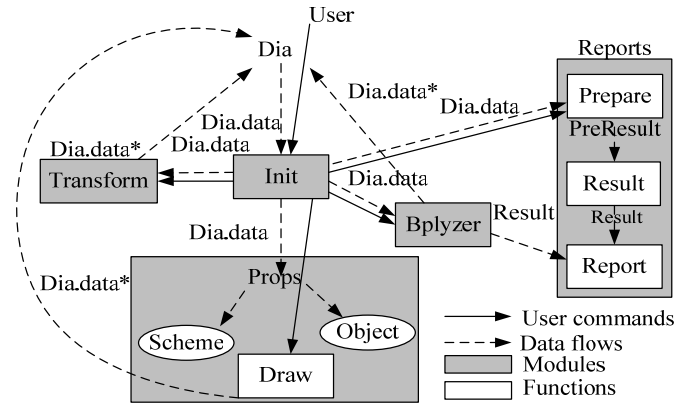 User
Dia
Reports
Dia.data*
Dia.data
Prepare
Dia.data
PreResult
Dia.data*
Dia.data
Transform
Init
Dia.data
Result
Result
Result
Bplyzer
Dia.data
Report
Props
Dia.data*
Scheme
Object
Draw
User commands
Data flows
Modules
Functions